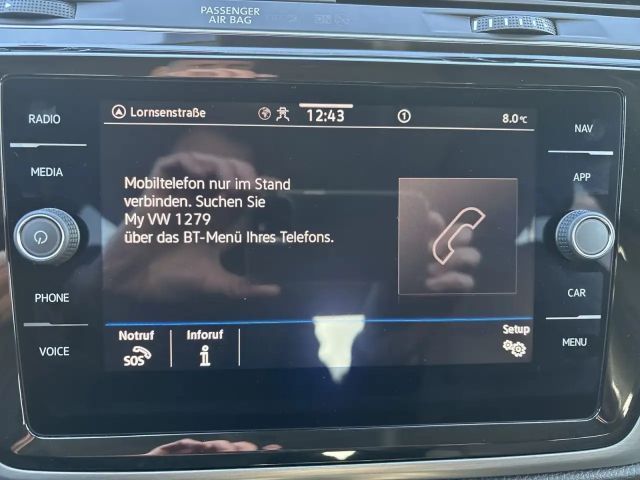 PASSENGER
AIR BAG
RADIO
MEDIA
PHONE
VOICE
Lornsenstraße
12:43
1
8.0°C
Mobiltelefon nur im Stand
verbinden. Suchen Sie
My VW 1279
über das BT-Menü Ihres Telefons.
Notruf
SOS
Inforuf
i
Setup
NAV
APP
CAR
MENU